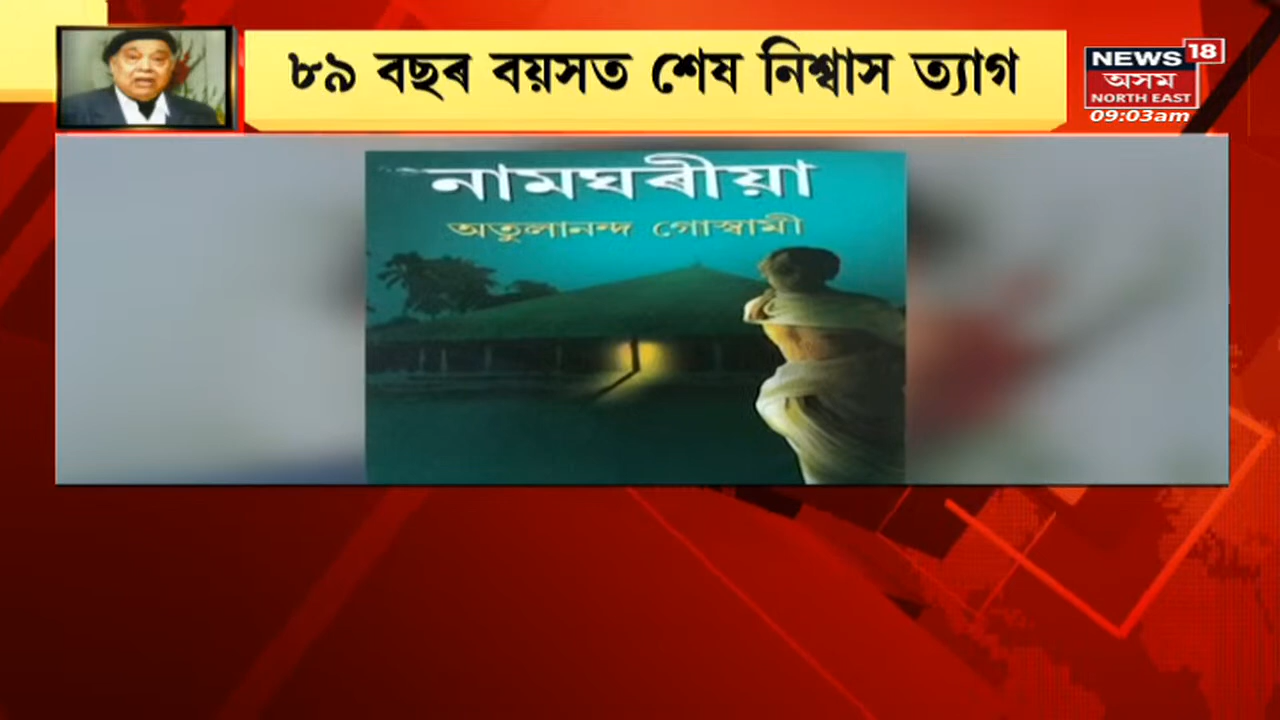 ৮৯ বছৰ বয়সত শেষ নিশ্বাস ত্যাগ
NEWS 18
অসম
NORTH EAST
09:03am
নামঘৰীয়া
অতুলানন্দ গোস্বামী